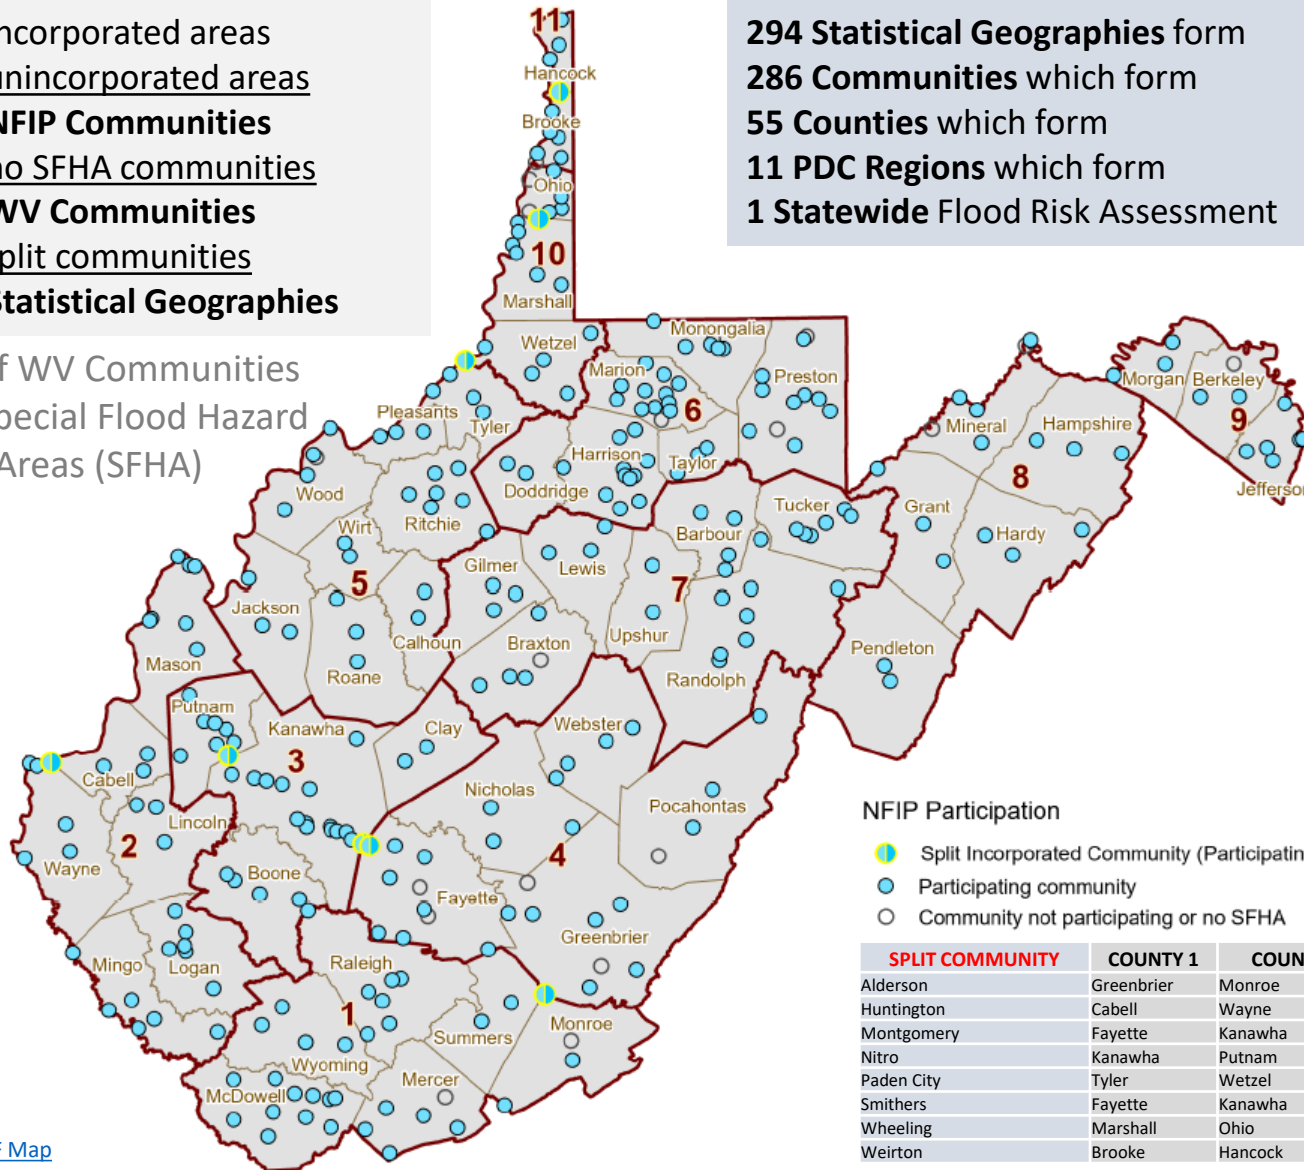 ncorporated areas
unincorporated areas
NFIP Communities
no SFHA communities
WV Communities
plit communities
Statistical Geographies
f WV Communities
pecial Flood Hazard
Areas (SFHA)
294 Statistical Geographies form
286 Communities which form
55 Counties which form
11 PDC Regions which form
1 Statewide Flood Risk Assessment
11
Hancock
Brooke
Ohio
10
Marshall
Wetzel
Monongalia
Marion
Preston
6
Pleasants
Tyler
Harrison
Taylor
Doddridge
Wood
Ritchie
Wirt
5
Jackson
Calhoun
Roane
Morgan
Berkeley
9
Jefferson
Mineral
Hampshire
8
Grant
Hardy
Pendleton
Tucker
Barbour
Gilmer
Lewis
7
Upshur
Braxton
Randolph
Mason
Putnam
Kanawha
3
Clay
Webster
Cabell
Lincoln
2
Wayne
Nicholas
Pocahontas
4
Boone
Fayette
Greenbrier
Mingo
Logan
Raleigh
1
Summers
Monroe
Wyoming
Mercer
McDowell
NFIP Participation
Split Incorporated Community (Participatin
Participating community
Community not participating or no SFHA
SPLIT COMMUNITY COUNTY 1 COUN
Alderson Greenbrier Monroe
Huntington Cabell Wayne
Montgomery Fayette Kanawha
Nitro Kanawha Putnam
Paden City Tyler Wetzel
Smithers Fayette Kanawha
Wheeling Marshall Ohio
Weirton Brooke Hancock
Map